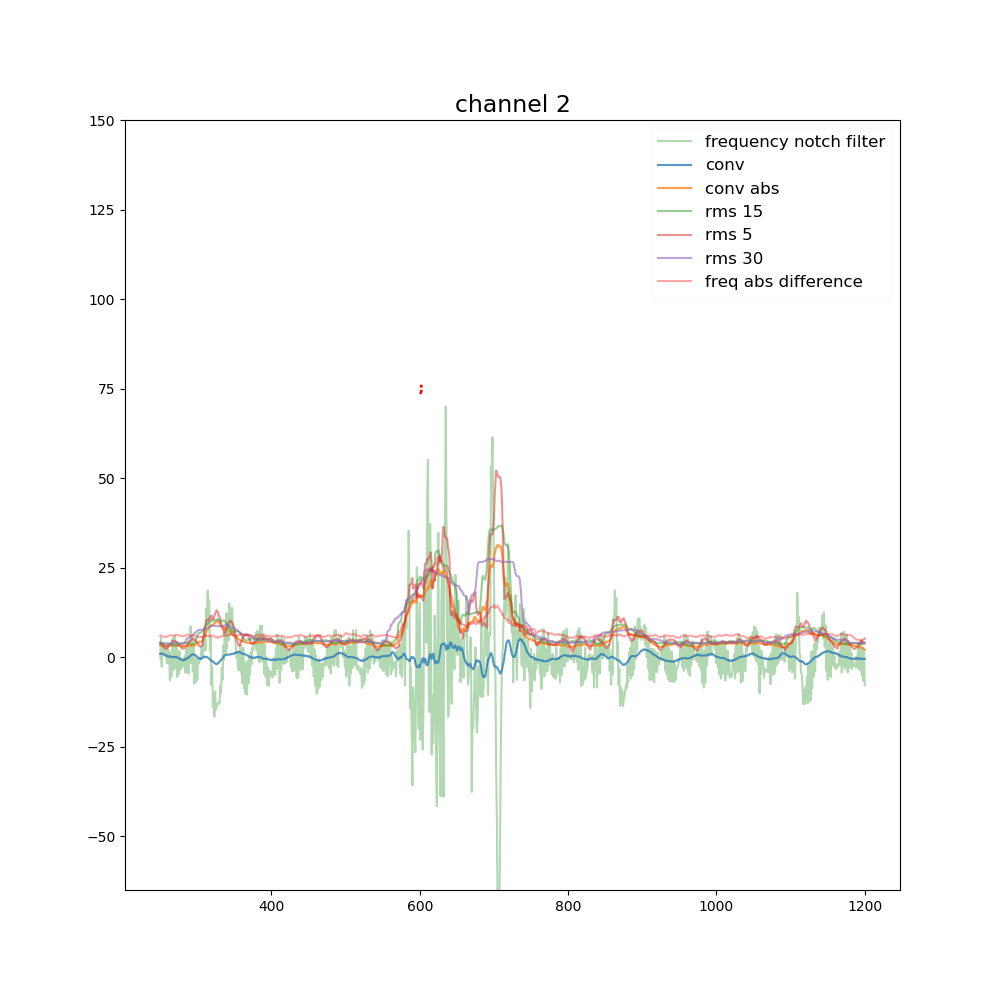 channel 2
150
125
100
75
50
25
0
−25
−50
frequency notch filter
conv
conv abs
rms 15
rms 5
rms 30
freq abs difference
;
400 600 800 1000 1200